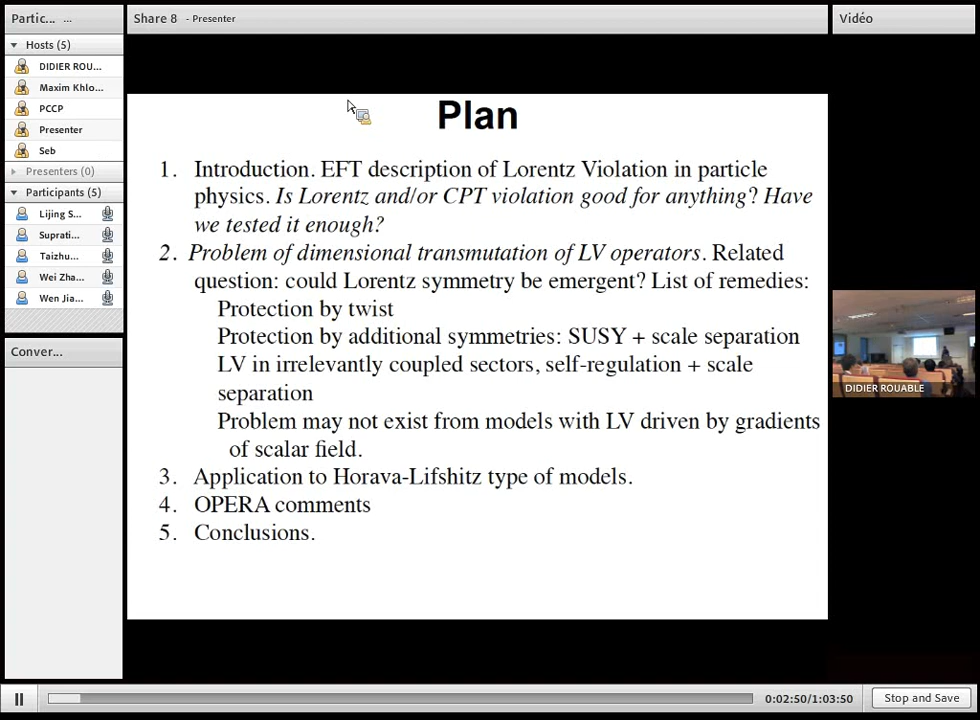 Partic... ...
Hosts (5)
DIDIER ROU...
Maxim Khlo...
PCCP
Presenter
Seb
Presenters (0)
Participants (5)
Lijing S...
Suprati...
Taizhu...
Wei Zha...
Wen Jia...
Conver...
Share 8 - Presenter
Plan
1. Introduction. EFT description of Lorentz Violation in particle
physics. Is Lorentz and/or CPT violation good for anything? Have
we tested it enough?
2. Problem of dimensional transmutation of LV operators. Related
question: could Lorentz symmetry be emergent? List of remedies:
Protection by twist
Protection by additional symmetries: SUSY + scale separation
LV in irrelevantly coupled sectors, self-regulation + scale
separation
Problem may not exist from models with LV driven by gradients
of scalar field.
3. Application to Horava-Lifshitz type of models.
4. OPERA comments
5. Conclusions.
Vidéo
DIDIER ROUABLE
0:02:50/1:03:50
Stop and Save